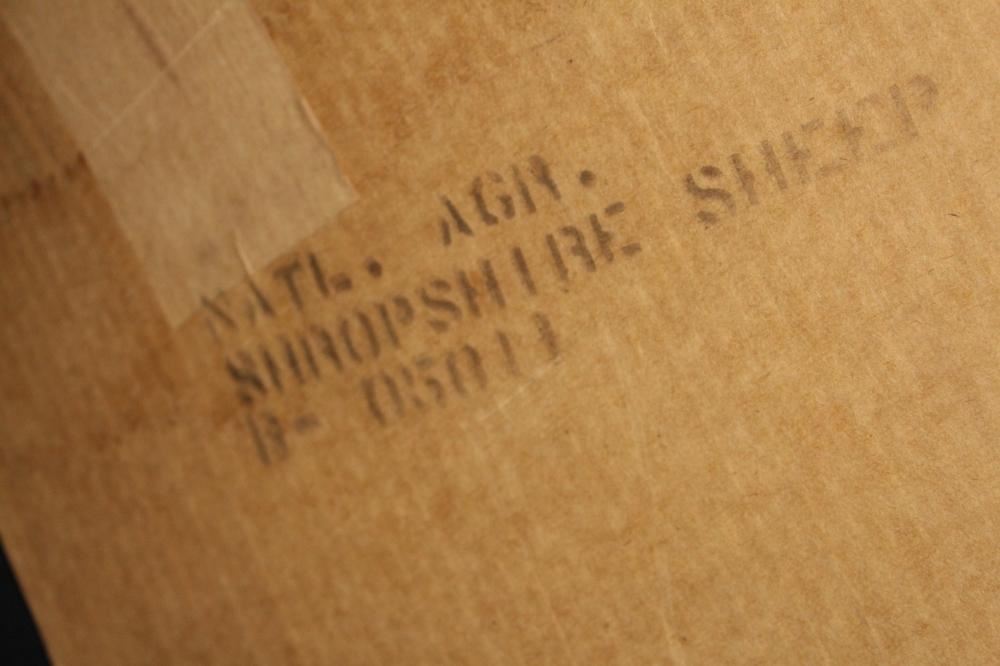 NATL. AGR.
SHROPSHIRE SHEEP
B- 05011